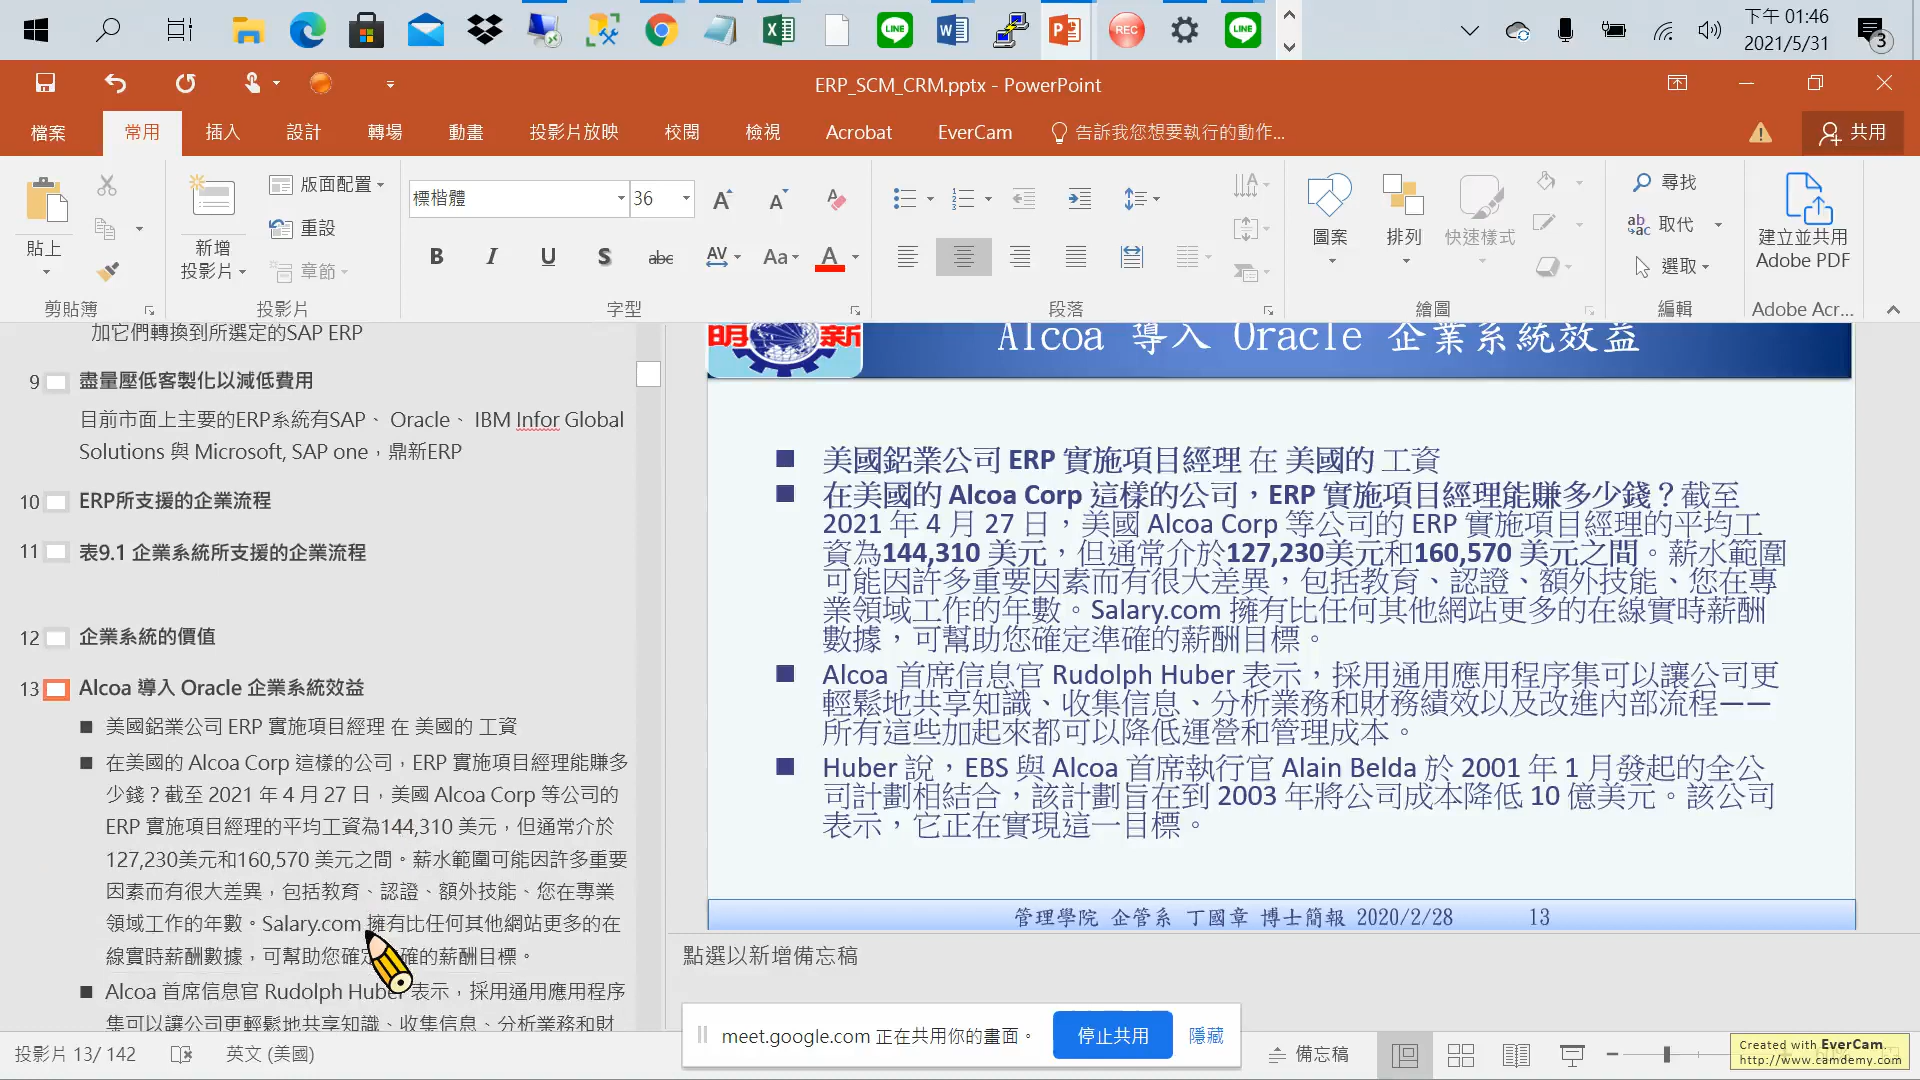 REC
下午 01:46
2021/5/31
3
ERP_SCM_CRM.pptx - PowerPoint
檔案 常用 插入 設計 轉場 動畫 投影片放映 校閱 檢視 Acrobat EverCam 告訴我您想要執行的動作... 共用
貼上
新增
投影片
版面配置
重設
章節
標楷體 36
圖案 排列 快速樣式
尋找
取代
選取
建立並共用
Adobe PDF
剪貼簿 投影片 字型 段落 繪圖 編輯 Adobe Acr...
加它們轉換到所選定的SAP ERP
9 盡量壓低客製化以減低費用
目前市面上主要的ERP系統有SAP、 Oracle、 IBM Infor Global
Solutions 與 Microsoft, SAP one，鼎新ERP
10 ERP所支援的企業流程
11 表9.1 企業系統所支援的企業流程
12 企業系統的價值
13 Alcoa 導入 Oracle 企業系統效益
■ 美國鋁業公司 ERP 實施項目經理 在 美國的 工資
■ 在美國的 Alcoa Corp 這樣的公司，ERP 實施項目經理能賺多
少錢？截至 2021 年 4 月 27 日，美國 Alcoa Corp 等公司的
ERP 實施項目經理的平均工資為144,310 美元，但通常介於
127,230美元和160,570 美元之間。薪水範圍可能因許多重要
因素而有很大差異，包括教育、認證、額外技能、您在專業
領域工作的年數。Salary.com 擁有比任何其他網站更多的在
線實時薪酬數據，可幫助您確定 確的薪酬目標。
■ Alcoa 首席信息官 Rudolph Huber 表示，採用通用應用程序
集可以讓公司更輕鬆地共享知識、收集信息、分析業務和財
明新
Alcoa 導入 Oracle 企業系統效益
■ 美國鋁業公司 ERP 實施項目經理 在 美國的 工資
■ 在美國的 Alcoa Corp 這樣的公司，ERP 實施項目經理能賺多少錢？截至
2021 年 4 月 27 日，美國 Alcoa Corp 等公司的 ERP 實施項目經理的平均工
資為144,310 美元，但通常介於127,230美元和160,570 美元之間。薪水範圍
可能因許多重要因素而有很大差異，包括教育、認證、額外技能、您在專
業領域工作的年數。Salary.com 擁有比任何其他網站更多的在線實時薪酬
數據，可幫助您確定準確的薪酬目標。
■ Alcoa 首席信息官 Rudolph Huber 表示，採用通用應用程序集可以讓公司更
輕鬆地共享知識、收集信息、分析業務和財務績效以及改進內部流程——
所有這些加起來都可以降低運營和管理成本。
■ Huber 說，EBS 與 Alcoa 首席執行官 Alain Belda 於 2001 年 1 月發起的全公
司計劃相結合，該計劃旨在到 2003 年將公司成本降低 10 億美元。該公司
表示，它正在實現這一目標。
管理學院 企管系 丁國章 博士簡報 2020/2/28 13
點選以新增備忘稿
meet.google.com 正在共用你的畫面。 停止共用 隱藏
投影片 13/ 142 英文 (美國) 備忘稿
Created with EverCam.
http://www.camdemy.com